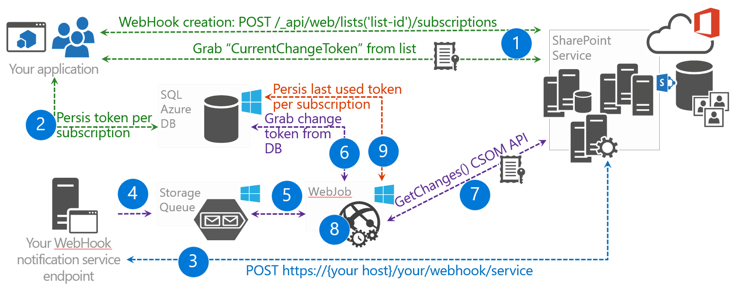 WebHook creation: POST /_api/web/lists('list-id')/subscriptions
Grab "CurrentChangeToken" from list
1
SharePoint
Service
S
Your application
2
Persis token per
subscription
SQL
Azure
DB
Persis last used token
per subscription
Grab change
token from
DB
6
9
GetChanges() CSOM API
7
4
Storage
Queue
5
WebJob
8
Your WebHook
notification service
endpoint
3
POST https://{your host}/your/webhook/service